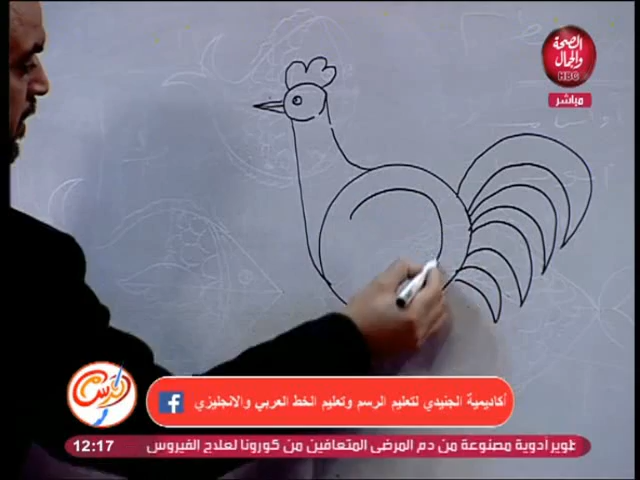 الصحة
والجمال
HBG
مباشر
أكاديمية الجنيدي لتعليم الرسم وتعليم الخط العربي والانجليزي
12:17
طوير أدوية مصنوعة من دم المرضى المتعافين من كورونا لعلاج الفيروس